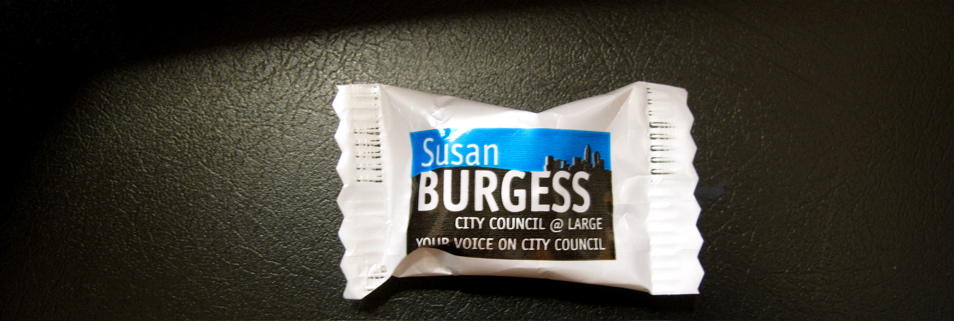 Susan
BURGESS
CITY COUNCIL @ LARGE
YOUR VOICE ON CITY COUNCIL